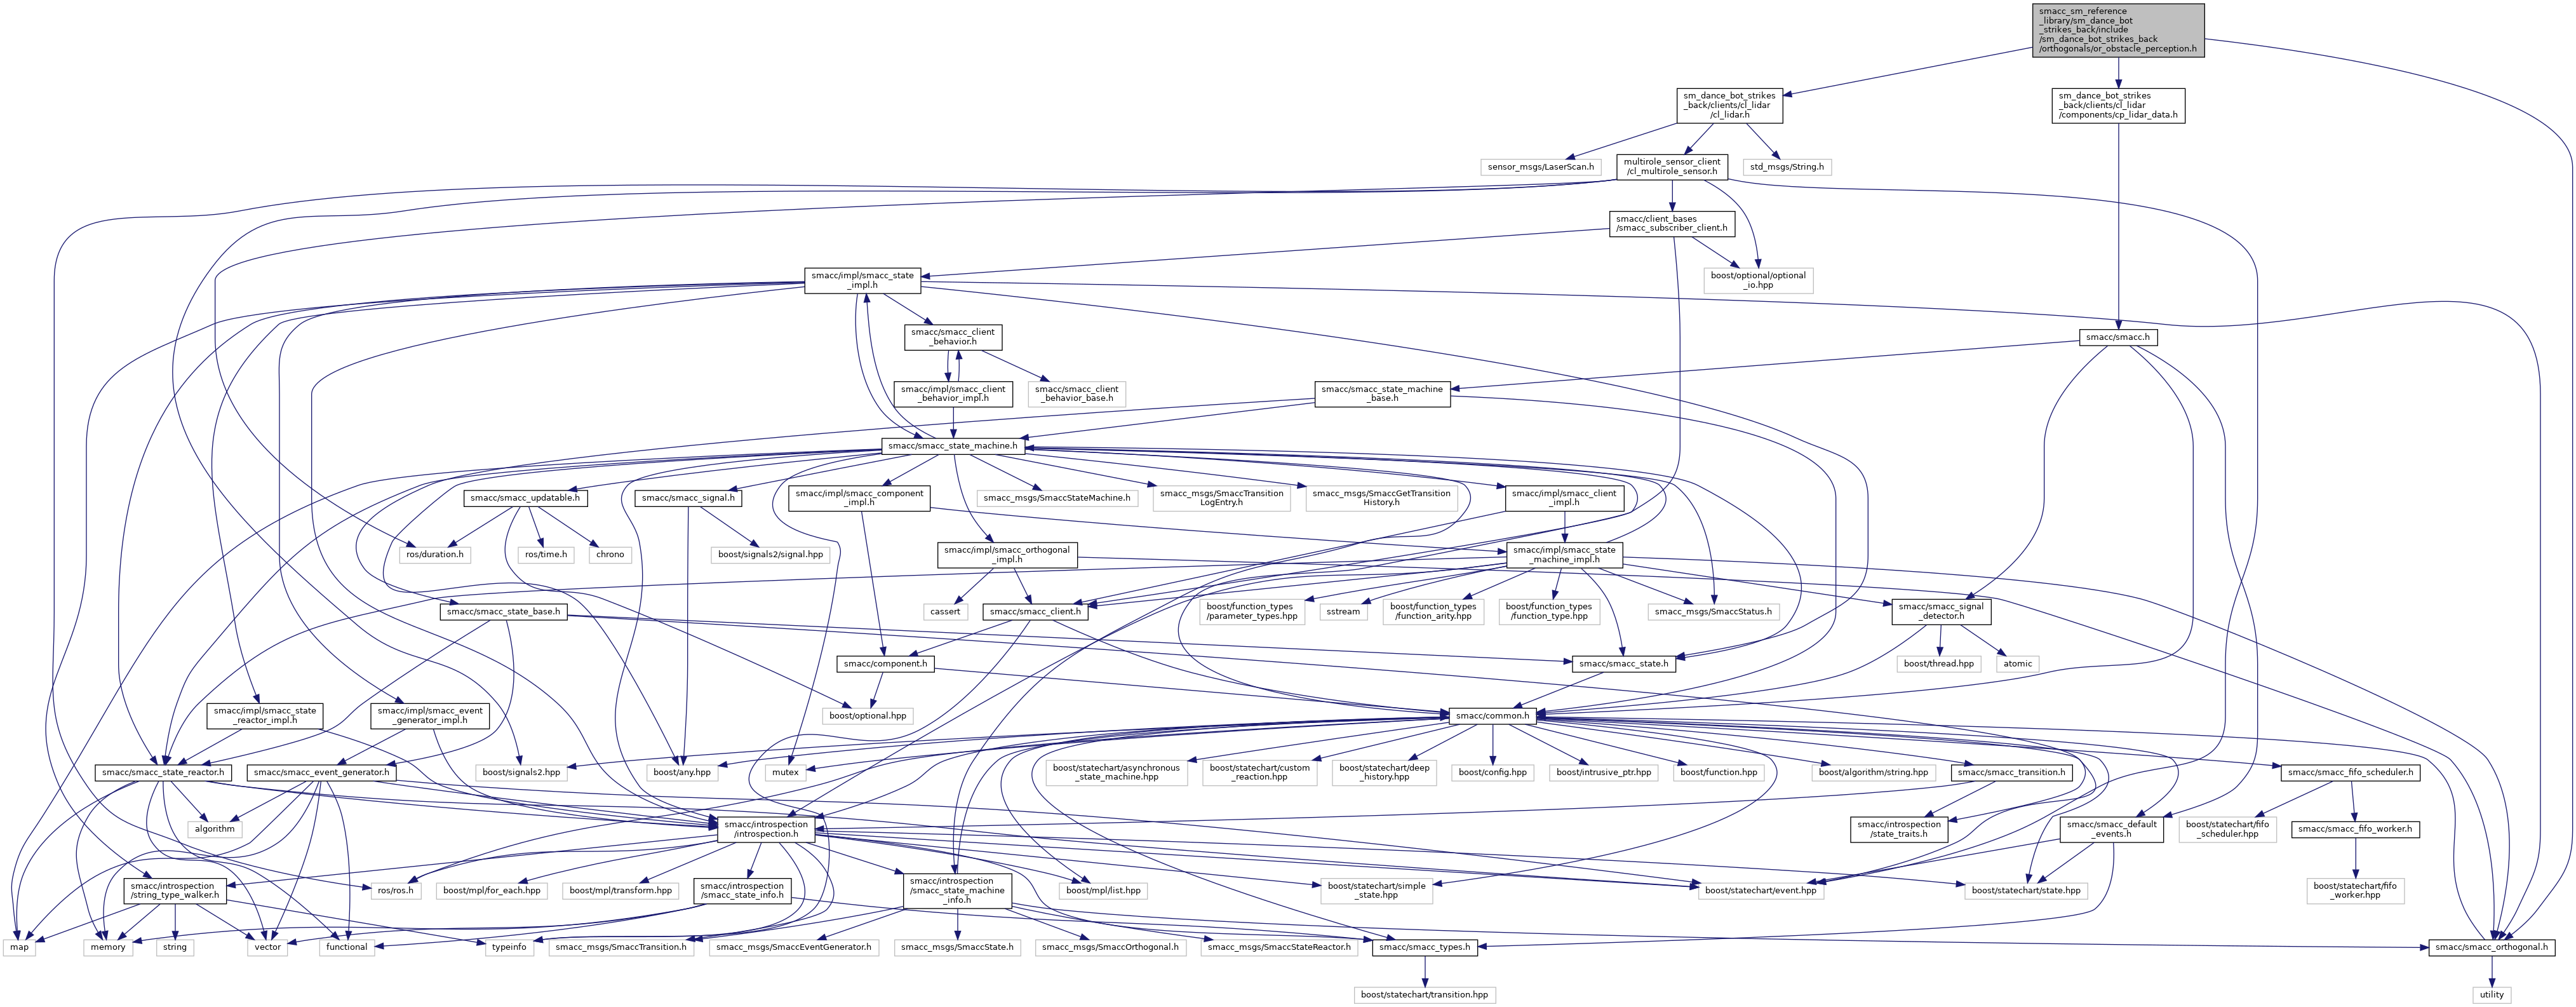 smacc_sm_reference
_library/sm_dance_bot
_strikes_back/include
/sm_dance_bot_strikes_back
/orthogonals/or_obstacle_perception.h
sm_dance_bot_strikes
_back/clients/cl_lidar
/cl_lidar.h
sm_dance_bot_strikes
_back/clients/cl_lidar
/components/cp_lidar_data.h
sensor_msgs/LaserScan.h
multirole_sensor_client
/cl_multirole_sensor.h
std_msgs/String.h
smacc/client_bases
/smacc_subscriber_client.h
smacc/impl/smacc_state
_impl.h
boost/optional/optional
_io.hpp
smacc/smacc_client
_behavior.h
smacc/smacc.h
smacc/impl/smacc_client
_behavior_impl.h
smacc/smacc_client
_behavior_base.h
smacc/smacc_state_machine
_base.h
smacc/smacc_state_machine.h
smacc/smacc_updatable.h
smacc/smacc_signal.h
smacc/impl/smacc_component
_impl.h
smacc_msgs/SmaccStateMachine.h
smacc_msgs/SmaccTransition
LogEntry.h
smacc_msgs/SmaccGetTransition
History.h
smacc/impl/smacc_client
_impl.h
ros/duration.h
ros/time.h
chrono
boost/signals2/signal.hpp
smacc/impl/smacc_orthogonal
_impl.h
smacc/impl/smacc_state
_machine_impl.h
smacc/smacc_state_base.h
cassert
smacc/smacc_client.h
boost/function_types
/parameter_types.hpp
sstream
boost/function_types
/function_arity.hpp
boost/function_types
/function_type.hpp
smacc_msgs/SmaccStatus.h
smacc/smacc_signal
_detector.h
smacc/component.h
smacc/smacc_state.h
boost/thread.hpp
atomic
smacc/impl/smacc_state
_reactor_impl.h
smacc/impl/smacc_event
_generator_impl.h
boost/optional.hpp
smacc/common.h
smacc/smacc_state_reactor.h
smacc/smacc_event_generator.h
boost/signals2.hpp
boost/any.hpp
mutex
boost/statechart/asynchronous
_state_machine.hpp
boost/statechart/custom
_reaction.hpp
boost/statechart/deep
_history.hpp
boost/config.hpp
boost/intrusive_ptr.hpp
boost/function.hpp
boost/algorithm/string.hpp
smacc/smacc_transition.h
smacc/smacc_fifo_scheduler.h
algorithm
smacc/introspection
/introspection.h
smacc/introspection
/state_traits.h
smacc/smacc_default
_events.h
boost/statechart/fifo
_scheduler.hpp
smacc/smacc_fifo_worker.h
smacc/introspection
/string_type_walker.h
ros/ros.h
boost/mpl/for_each.hpp
boost/mpl/transform.hpp
smacc/introspection
/smacc_state_info.h
smacc/introspection
/smacc_state_machine
_info.h
boost/mpl/list.hpp
boost/statechart/simple
_state.hpp
boost/statechart/event.hpp
boost/statechart/state.hpp
boost/statechart/fifo
_worker.hpp
map
memory
string
vector
functional
typeinfo
smacc_msgs/SmaccTransition.h
smacc_msgs/SmaccEventGenerator.h
smacc_msgs/SmaccState.h
smacc_msgs/SmaccOrthogonal.h
smacc_msgs/SmaccStateReactor.h
smacc/smacc_types.h
smacc/smacc_orthogonal.h
boost/statechart/transition.hpp
utility